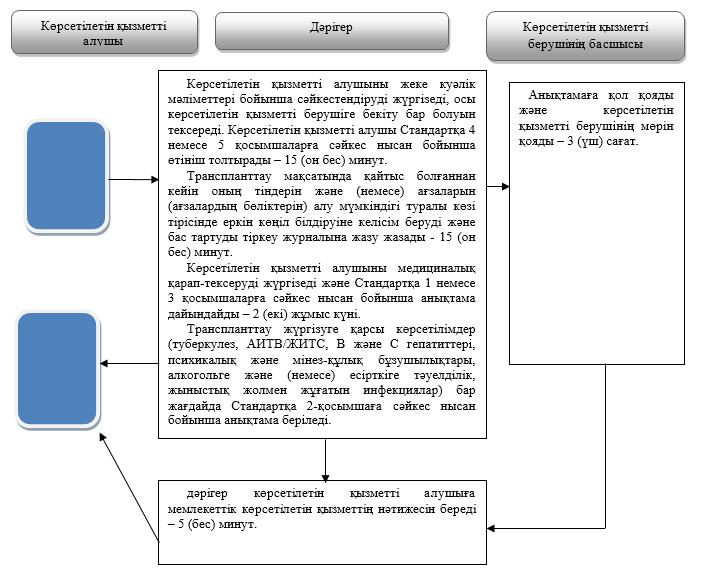 Көрсетілетін қызметті
алушы
Дәрігер
Көрсетілетін қызметті
берушінің басшысы
Көрсетілетін қызметті алушыны жеке куәлік
мәліметтері бойынша сәйкестендіруді жүргізеді, осы
көрсетілетін қызметті берушіге бекіту бар болуын
тексереді. Көрсетілетін қызметті алушы Стандартқа 4
немесе 5 қосымшаларға сәйкес нысан бойынша
өтініш толтырады – 15 (он бес) минут.
Трансплантау мақсатында қайтыс болғаннан
кейін оның тіндерін және (немесе) ағзаларын
(ағзалардың бөліктерін) алу мүмкіндігі туралы көзі
тірісінде еркін көңіл білдіруіне келісім беруді және
бас тартуды тіркеу журналына жазу жазады - 15 (он
бес) минут.
Көрсетілетін қызметті алушыны медициналық
қарап-тексеруді жүргізеді және Стандартқа 1 немесе
3 қосымшаларға сәйкес нысан бойынша анықтама
дайындайды – 2 (екі) жұмыс күні.
Трансплантау жүргізуге қарсы көрсетілімдер
(туберкулез, АИТВ/ЖИТС, В және С гепатиттері,
психикалық және мінез-құлық бұзушылықтары,
алкогольге және (немесе) есірткіге тәуелділік,
жыныстық жолмен жұғатын инфекциялар) бар
жағдайда Стандартқа 2-қосымшаға сәйкес нысан
бойынша анықтама беріледі.
Анықтамаға қол қояды
және көрсетілетін
қызметті берушінің мөрін
қояды – 3 (үш) сағат.
дәрігер көрсетілетін қызметті алушыға
мемлекеттік көрсетілетін қызметтің нәтижесін береді
– 5 (бес) минут.